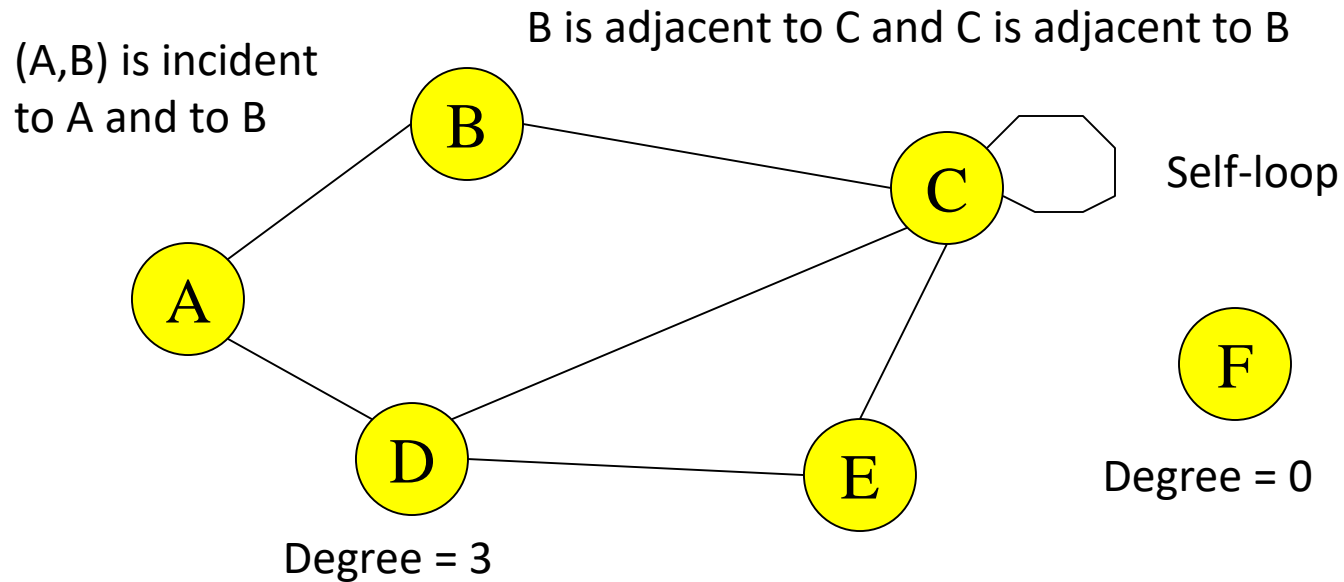 B is adjacent to C and C is adjacent to B
(A,B) is incident
to A and to B
B
C
Self-loop
A
F
D
E
Degree = 0
Degree = 3